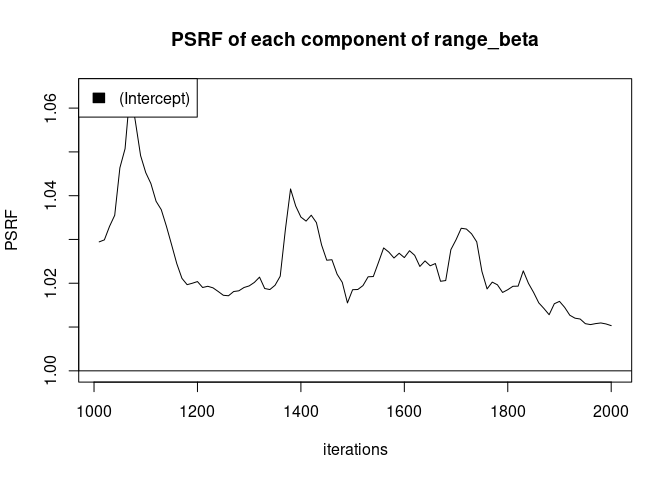 PSRF of each component of range_beta
(Intercept)
PSRF
1.06
1.04
1.02
1.00
1000 1200 1400 1600 1800 2000
iterations